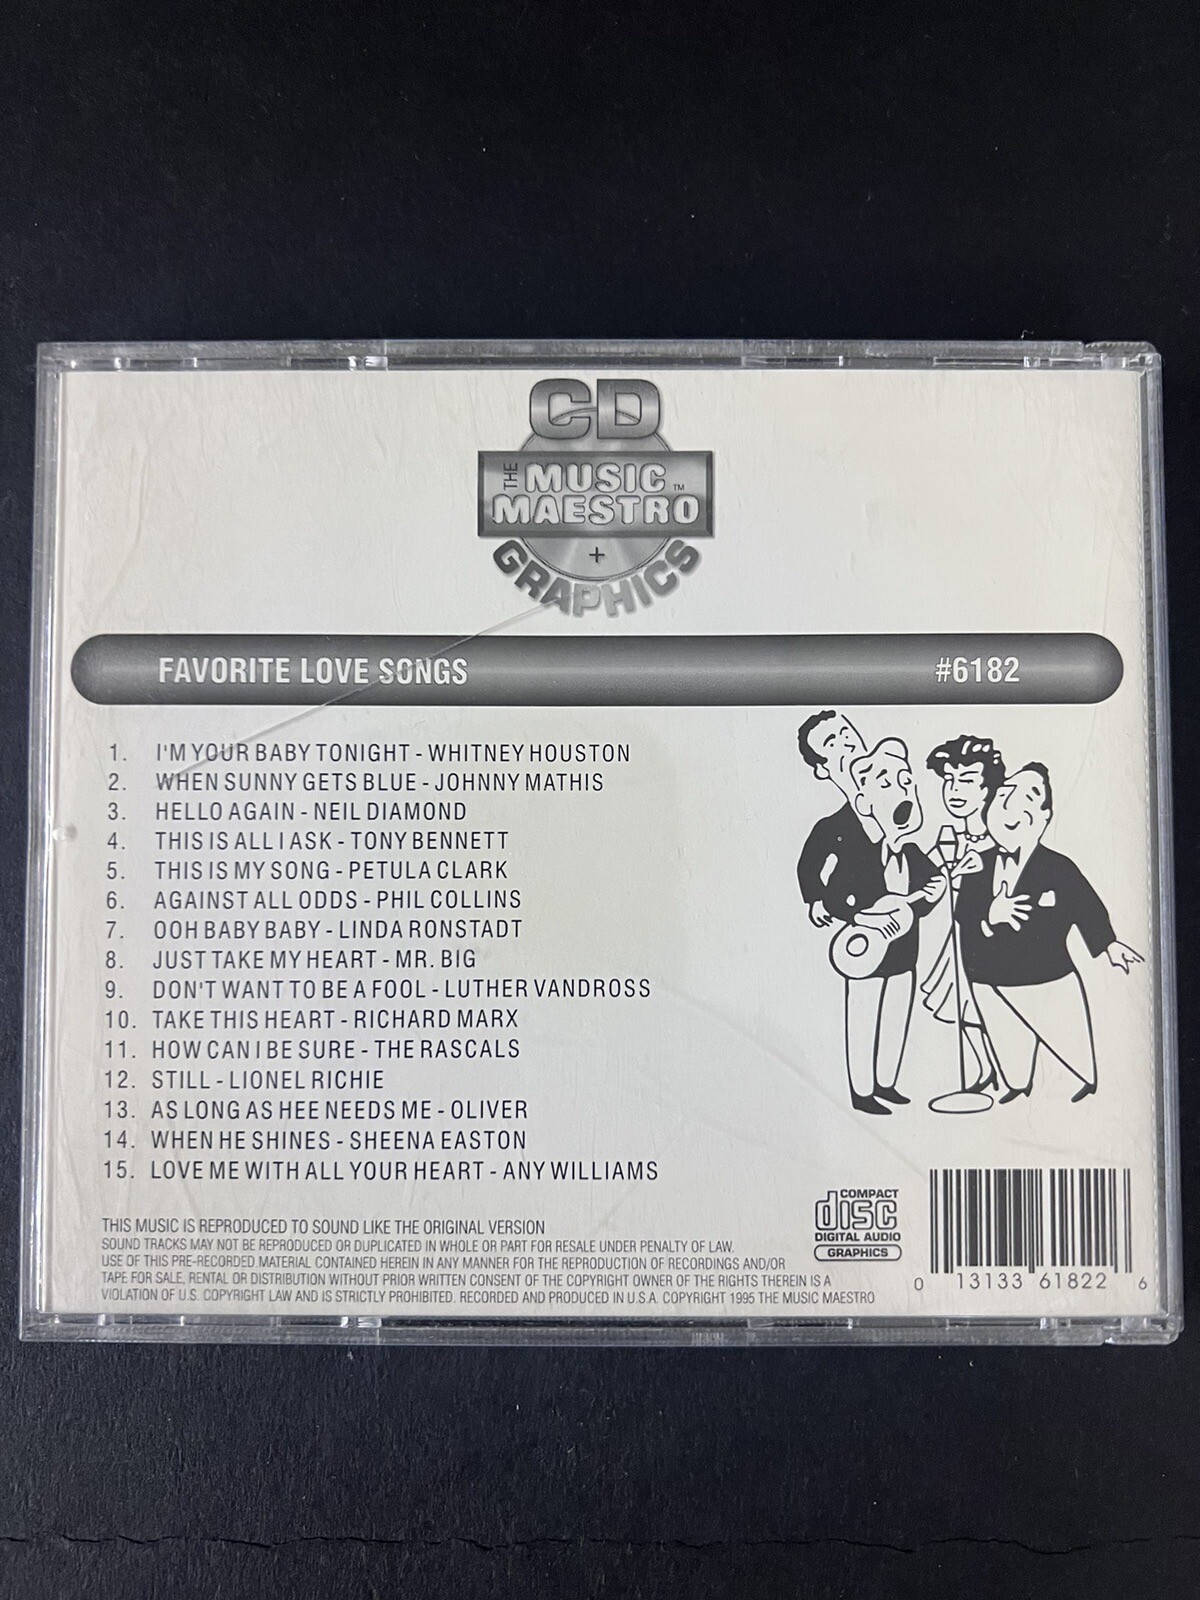 CD
THE MUSIC™
MAESTRO
+
GRAPHICS
FAVORITE LOVE SONGS #6182
1. I'M YOUR BABY TONIGHT - WHITNEY HOUSTON
2. WHEN SUNNY GETS BLUE - JOHNNY MATHIS
3. HELLO AGAIN - NEIL DIAMOND
4. THIS IS ALL I ASK - TONY BENNETT
5. THIS IS MY SONG - PETULA CLARK
6. AGAINST ALL ODDS - PHIL COLLINS
7. OOH BABY BABY - LINDA RONSTADT
8. JUST TAKE MY HEART - MR. BIG
9. DON'T WANT TO BE A FOOL - LUTHER VANDROSS
10. TAKE THIS HEART - RICHARD MARX
11. HOW CAN I BE SURE - THE RASCALS
12. STILL - LIONEL RICHIE
13. AS LONG AS HEE NEEDS ME - OLIVER
14. WHEN HE SHINES - SHEENA EASTON
15. LOVE ME WITH ALL YOUR HEART - ANY WILLIAMS
THIS MUSIC IS REPRODUCED TO SOUND LIKE THE ORIGINAL VERSION
SOUND TRACKS MAY NOT BE REPRODUCED OR DUPLICATED IN WHOLE OR PART FOR RESALE UNDER PENALTY OF LAW.
USE OF THIS PRE-RECORDED MATERIAL CONTAINED HEREIN IN ANY MANNER FOR THE REPRODUCTION OF RECORDINGS AND/OR
TAPE FOR SALE, RENTAL OR DISTRIBUTION WITHOUT PRIOR WRITTEN CONSENT OF THE COPYRIGHT OWNER OF THE RIGHTS THEREIN IS A
VIOLATION OF U.S. COPYRIGHT LAW AND IS STRICTLY PROHIBITED. RECORDED AND PRODUCED IN U.S.A. COPYRIGHT 1995 THE MUSIC MAESTRO
COMPACT
disc
DIGITAL AUDIO
GRAPHICS
0 13133 61822 6